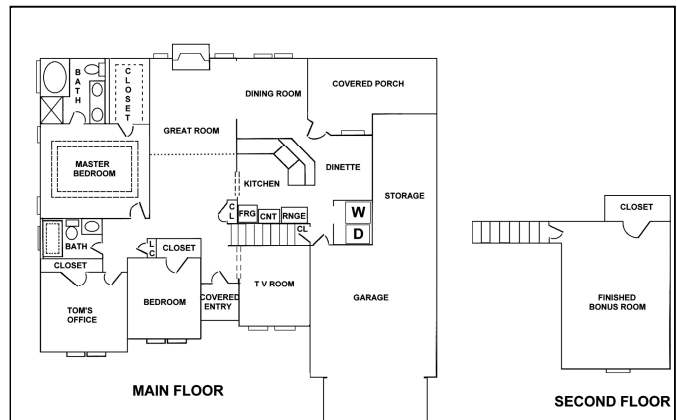 BATH
CLOSET
COVERED PORCH
DINING ROOM
GREAT ROOM
MASTER
BEDROOM
DINETTE
KITCHEN
STORAGE
CL
FRG
CNT
RNGE
W
D
CL
BATH
LC
CLOSET
CLOSET
TOM'S
OFFICE
BEDROOM
COVERED
ENTRY
T V ROOM
GARAGE
MAIN FLOOR
CLOSET
FINISHED
BONUS ROOM
SECOND FLOOR